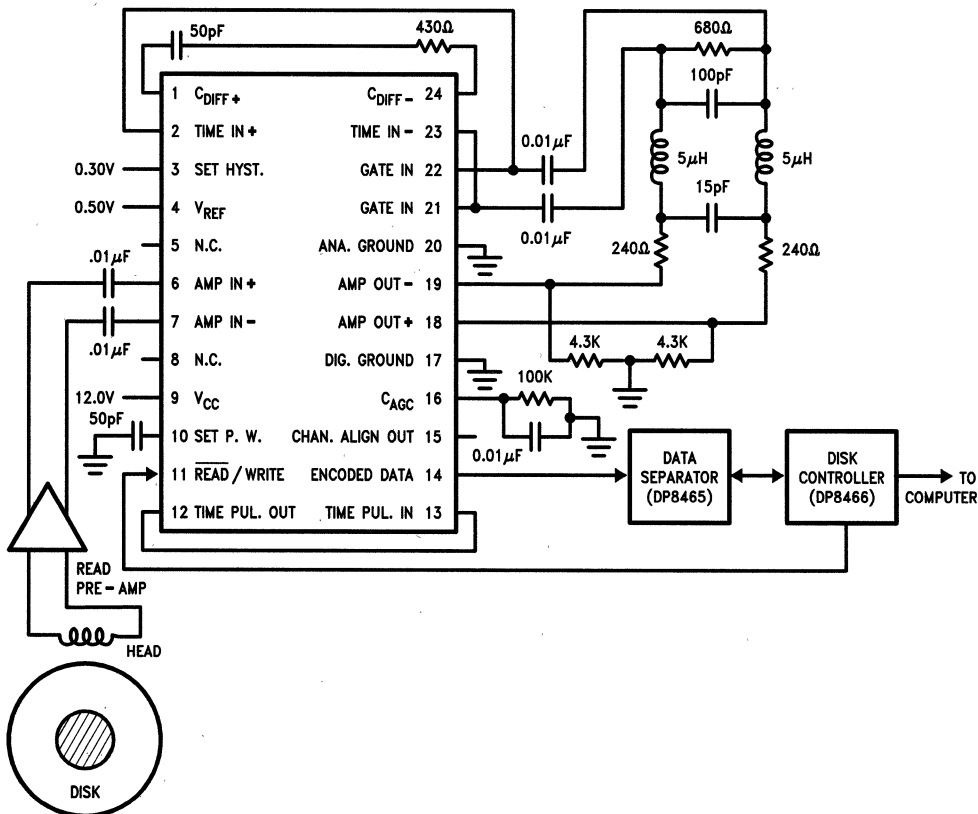 50pF
430Ω
680Ω
100pF
5μH
5μH
15pF
240Ω
240Ω
0.01μF
0.01μF
1 CDIFF+
CDIFF- 24
2 TIME IN+
TIME IN- 23
0.30V
3 SET HYST.
GATE IN 22
0.50V
4 VREF
GATE IN 21
5 N.C.
ANA. GROUND 20
.01μF
6 AMP IN+
AMP OUT- 19
7 AMP IN-
AMP OUT+ 18
.01μF
8 N.C.
DIG. GROUND 17
4.3K
4.3K
12.0V
9 VCC
CAGC 16
100K
50pF
10 SET P. W.
CHAN. ALIGN OUT 15
0.01μF
11 READ/WRITE
ENCODED DATA 14
12 TIME PUL. OUT
TIME PUL. IN 13
DATA
SEPARATOR
(DP8465)
DISK
CONTROLLER
(DP8466)
TO
COMPUTER
READ
PRE-AMP
HEAD
DISK